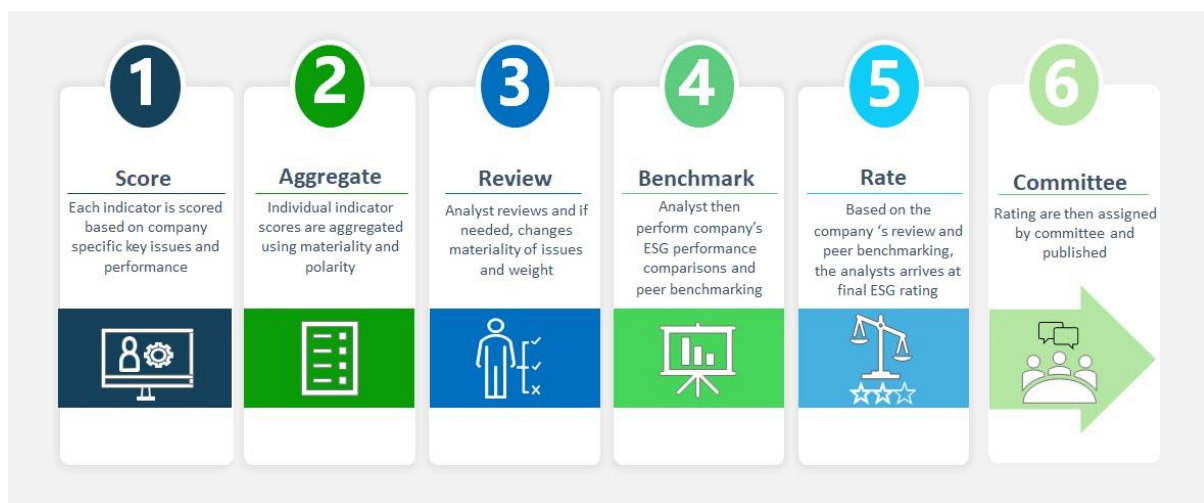 1
Score
Each indicator is scored
based on company
specific key issues and
performance
2
Aggregate
Individual indicator
scores are aggregated
using materiality and
polarity
3
Review
Analyst reviews and if
needed, changes
materiality of issues
and weight
4
Benchmark
Analyst then
perform company's
ESG performance
comparisons and
peer benchmarking
5
Rate
Based on the
company 's review and
peer benchmarking,
the analysts arrives at
final ESG rating
6
Committee
Rating are then assigned
by committee and
published